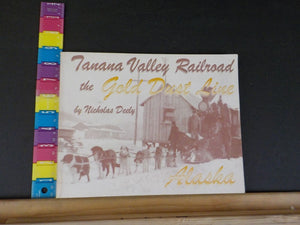 Tanana Valley Railroad
the Gold Dust Line
by Nicholas Deely
Alaska